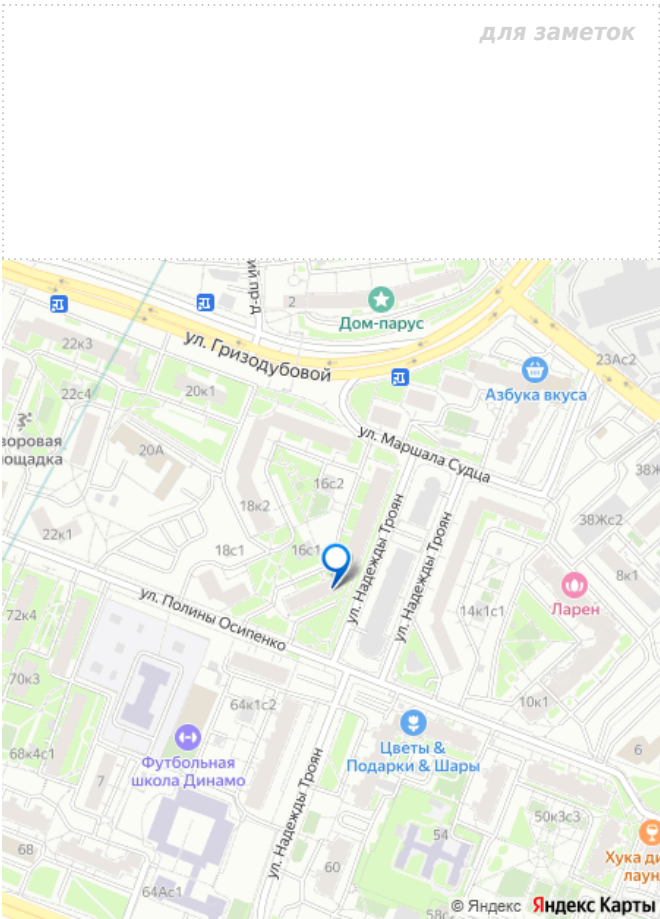 для заметок
ий пр-д
2
Дом-парус
22к3
ул. Гризодубовой
23Ас2
22с4
20к1
Азбука вкуса
воровая
ощадка
ул. Маршала Судца
20А
16с2
38Ж
18к2
ул. Надежды Троян
ул. Надежды Троян
38Жс2
22к1
18с1
16с1
8к1
ул. Полины Осипенко
72к4
14к1с1
Ларен
70к3
64к1с2
10к1
68к4с1
Футбольная
школа Динамо
Цветы &
Подарки & Шары
6
7
ул. Надежды Троян
50к3с3
54
68
60
Хука ди
лаун
64Ас1
58с
© Яндекс Яндекс Карты